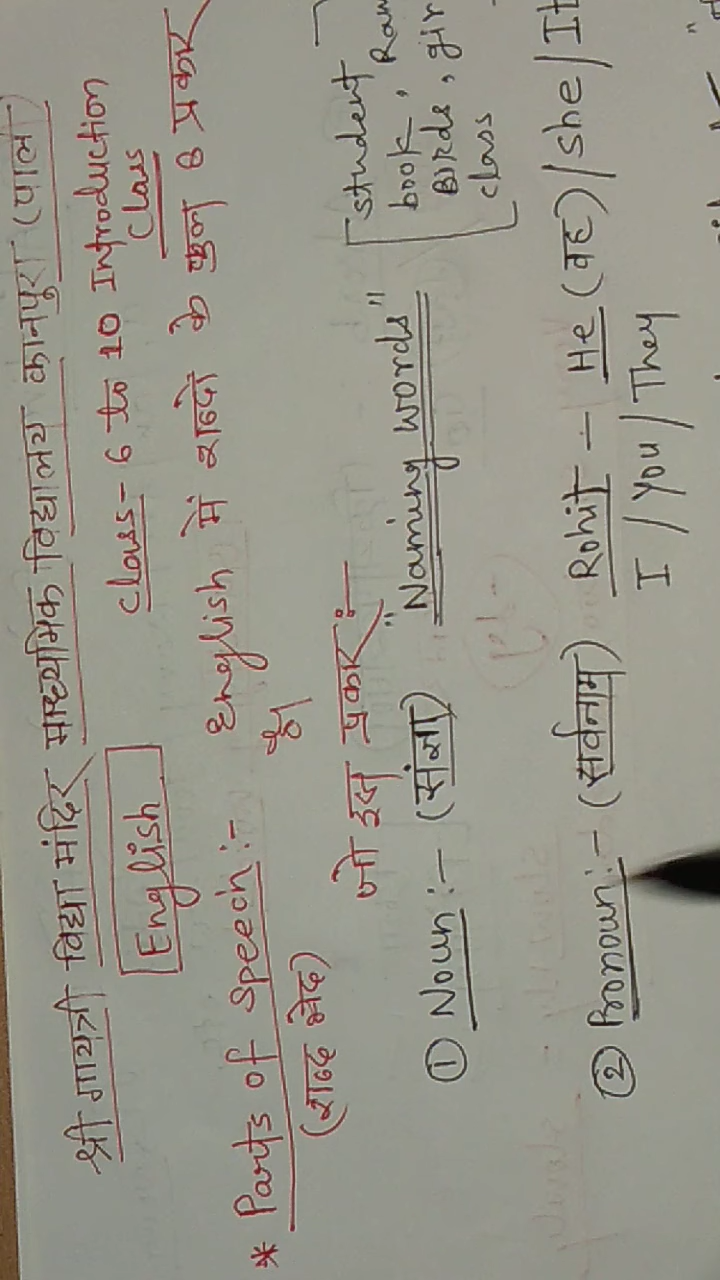 श्री गायत्री विद्या मंदिर माध्यमिक विद्यालय कानपुरा (पाल
English class - 6 to 10 Introduction
class
* Parts of speech :- English में शब्दो के कुल 8 प्रकार
(शब्द भेद) है।
जो इस प्रकार :-
① Noun :- (संज्ञा) "Naming words" [student
book, Ram
Birds, gir
class
② Pronoun :- (सर्वनाम) Rohit - He (वह) / she / It
I / You / They